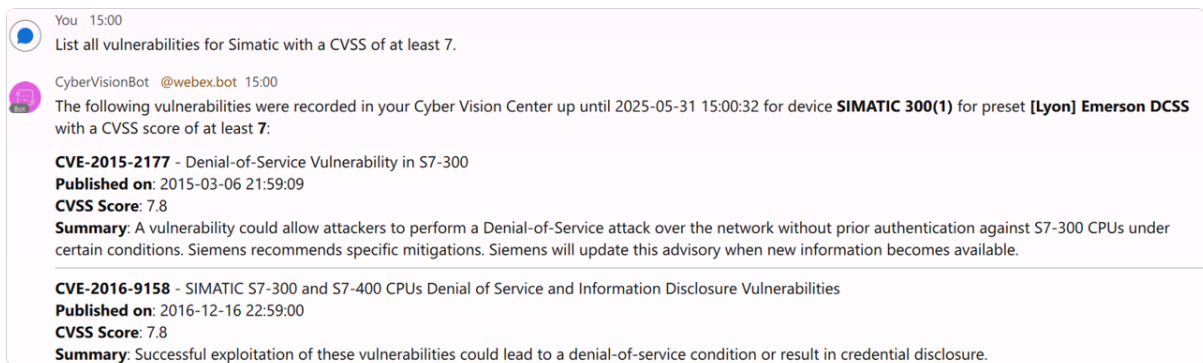 You 15:00
List all vulnerabilities for Simatic with a CVSS of at least 7.
CyberVisionBot @webex.bot 15:00
Bot
The following vulnerabilities were recorded in your Cyber Vision Center up until 2025-05-31 15:00:32 for device SIMATIC 300(1) for preset [Lyon] Emerson DCSS
with a CVSS score of at least 7:
CVE-2015-2177 - Denial-of-Service Vulnerability in S7-300
Published on: 2015-03-06 21:59:09
CVSS Score: 7.8
Summary: A vulnerability could allow attackers to perform a Denial-of-Service attack over the network without prior authentication against S7-300 CPUs under
certain conditions. Siemens recommends specific mitigations. Siemens will update this advisory when new information becomes available.
CVE-2016-9158 - SIMATIC S7-300 and S7-400 CPUs Denial of Service and Information Disclosure Vulnerabilities
Published on: 2016-12-16 22:59:00
CVSS Score: 7.8
Summary: Successful exploitation of these vulnerabilities could lead to a denial-of-service condition or result in credential disclosure.